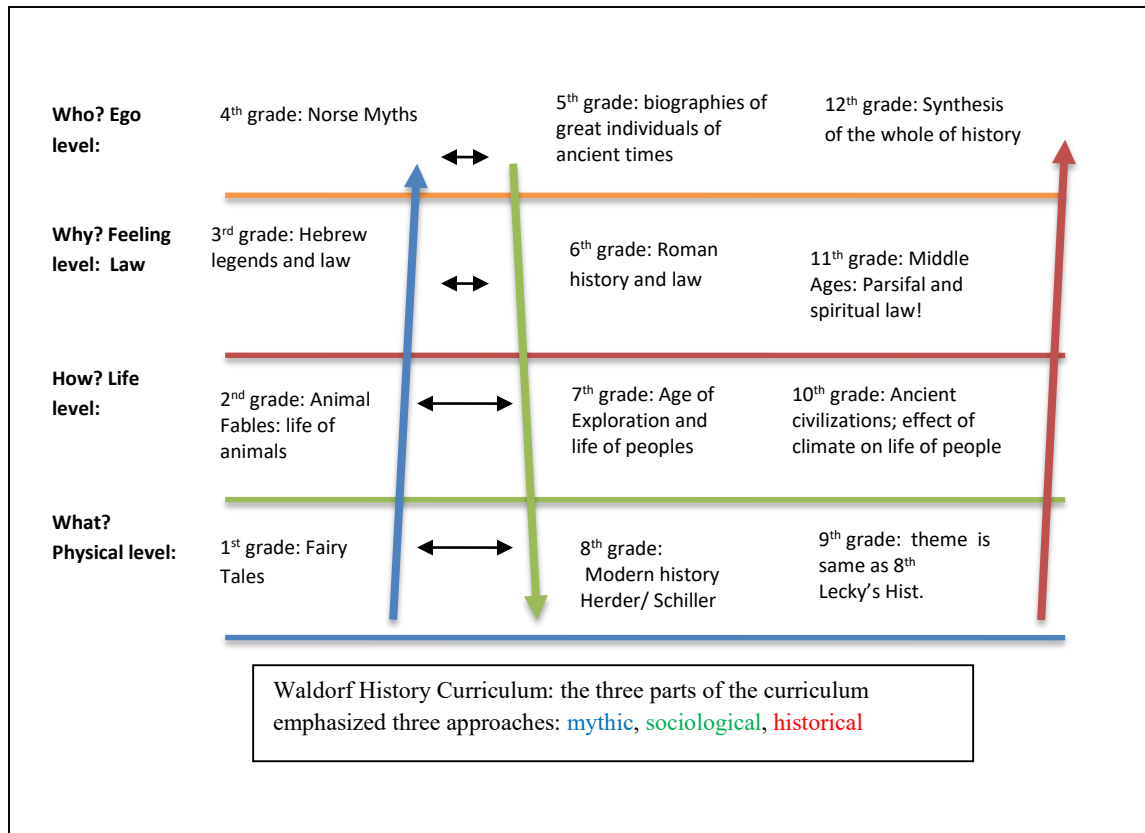 Who? Ego
level:
4th grade: Norse Myths
5th grade: biographies of
great individuals of
ancient times
12th grade: Synthesis
of the whole of history
Why? Feeling
level:  Law
3rd grade: Hebrew
legends and law
6th grade: Roman
history and law
11th grade: Middle
Ages: Parsifal and
spiritual law!
How? Life
level:
2nd grade: Animal
Fables: life of
animals
7th grade: Age of
Exploration and
life of peoples
10th grade: Ancient
civilizations; effect of
climate on life of people
What?
Physical level:
1st grade: Fairy
Tales
8th grade:
Modern history
Herder/ Schiller
9th grade:  theme  is
same as 8th
Lecky's Hist.
Waldorf History Curriculum: the three parts of the curriculum
emphasized three approaches: mythic, sociological, historical